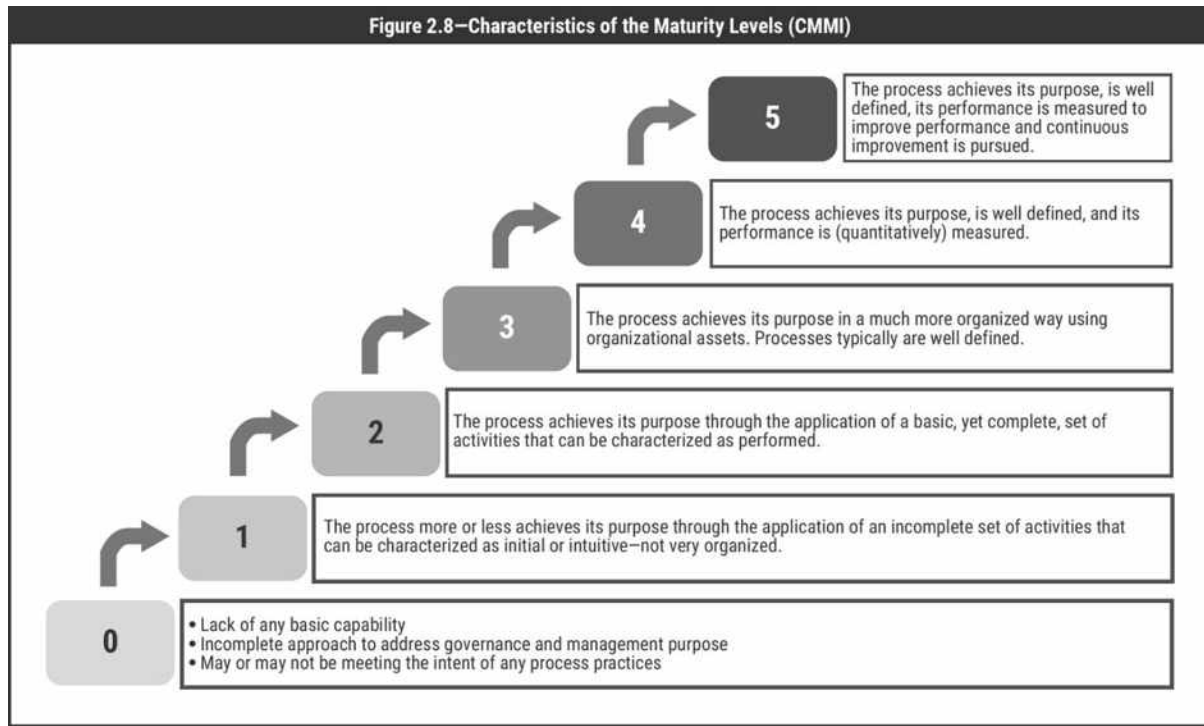 Figure 2.8—Characteristics of the Maturity Levels (CMMI)
5
The process achieves its purpose, is well
defined, its performance is measured to
improve performance and continuous
improvement is pursued.
4
The process achieves its purpose, is well defined, and its
performance is (quantitatively) measured.
3
The process achieves its purpose in a much more organized way using
organizational assets. Processes typically are well defined.
2
The process achieves its purpose through the application of a basic, yet complete, set of
activities that can be characterized as performed.
1
The process more or less achieves its purpose through the application of an incomplete set of activities that
can be characterized as initial or intuitive—not very organized.
0
• Lack of any basic capability
• Incomplete approach to address governance and management purpose
• May or may not be meeting the intent of any process practices